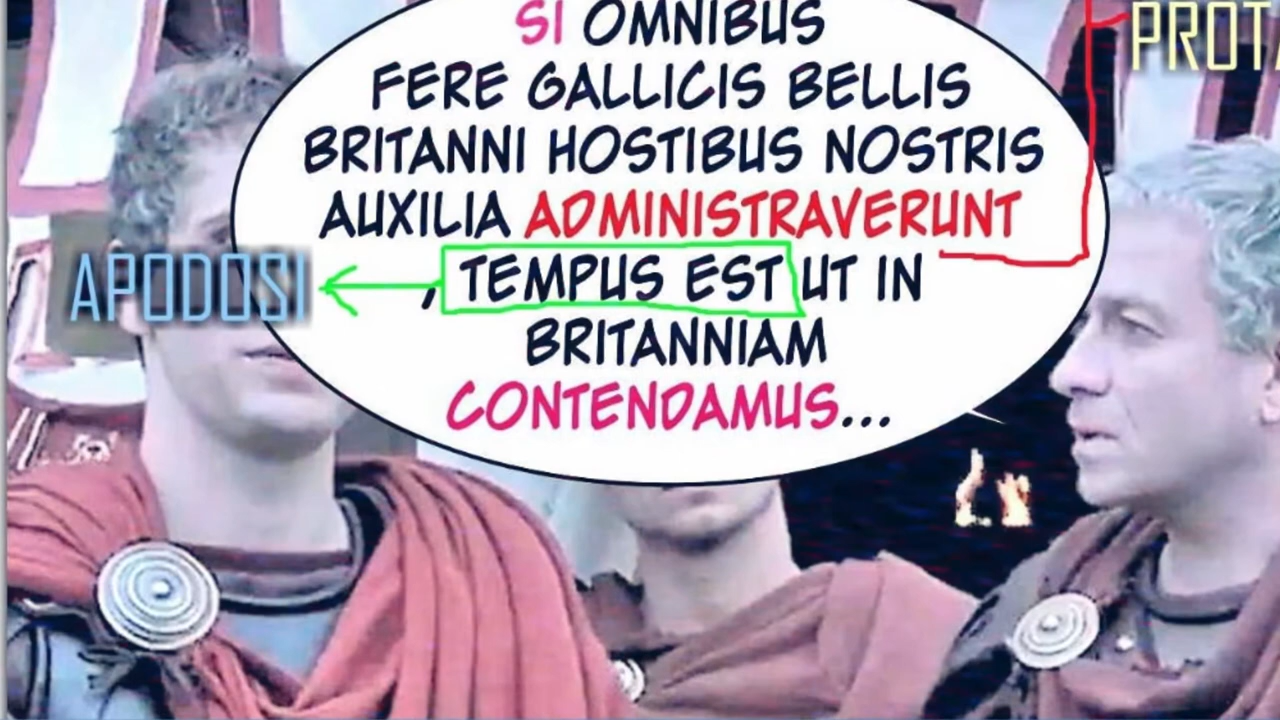 SI OMNIBUS
FERE GALLICIS BELLIS
BRITANNI HOSTIBUS NOSTRIS
AUXILIA ADMINISTRAVERUNT
, TEMPUS EST UT IN
BRITANNIAM
CONTENDAMUS...
APODOSI
PROTA